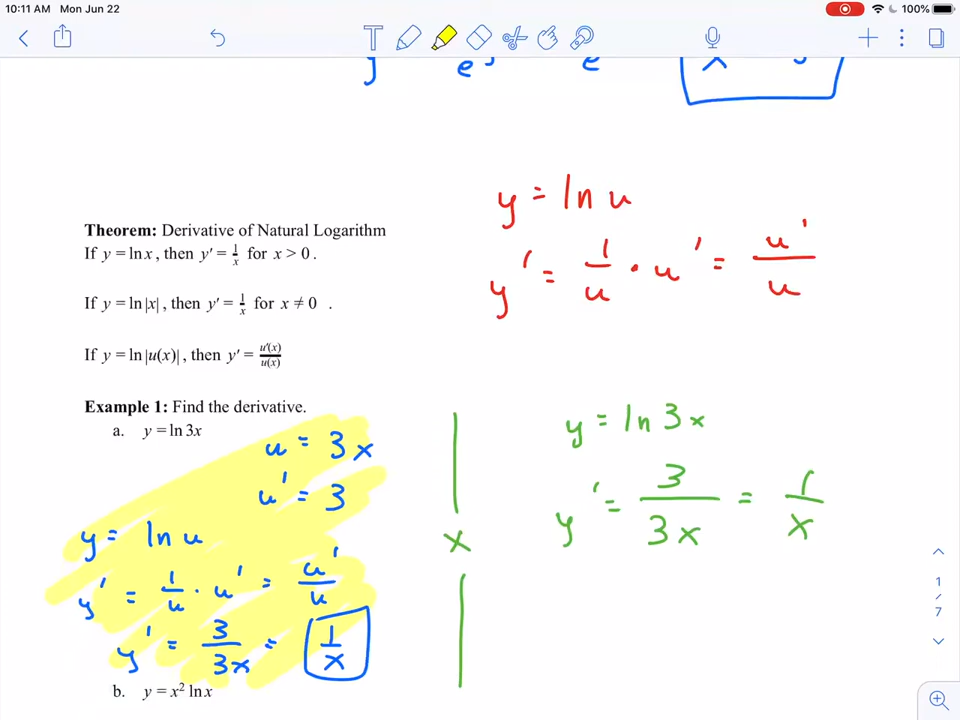 10:11 AM Mon Jun 22 100%
T
y = ln u
y' = 1/u · u' = u'/u
Theorem: Derivative of Natural Logarithm
If y = ln x, then y' = 1/x for x > 0.
If y = ln |x|, then y' = 1/x for x ≠ 0 .
If y = ln |u(x)|, then y' = u'(x)/u(x)
Example 1: Find the derivative.
a. y = ln 3x
u = 3x
u' = 3
y = ln u
y' = 1/u · u' = u'/u
y' = 3/3x = 1/x
x
y = ln 3x
y' = 3/3x = 1/x
b. y = x² ln x
1/7